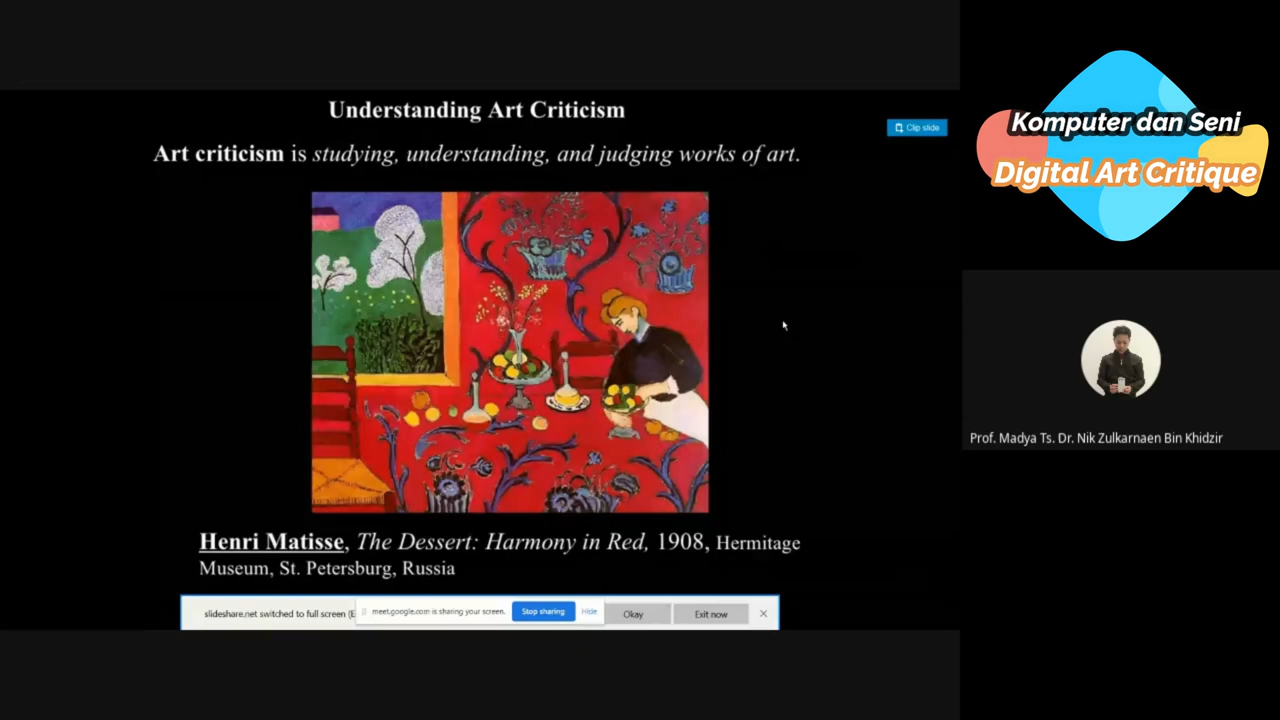 Understanding Art Criticism
Clip slide
Art criticism is studying, understanding, and judging works of art.
Henri Matisse, The Dessert: Harmony in Red, 1908, Hermitage
Museum, St. Petersburg, Russia
slideshare.net switched to full screen (E
meet.google.com is sharing your screen.
Stop sharing
Hide
Okay
Exit now
Komputer dan Seni
Digital Art Critique
Prof. Madya Ts. Dr. Nik Zulkarnaen Bin Khidzir